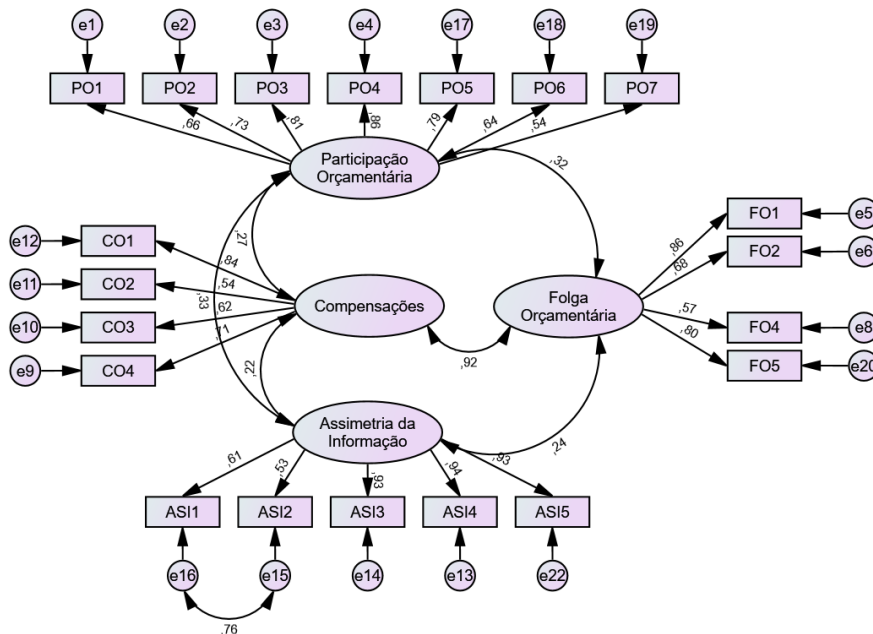 e1
e2
e3
e4
e17
e18
e19
PO1
PO2
PO3
PO4
PO5
PO6
PO7
,66
,73
,81
,86
,79
,64
,54
Participação
Orçamentária
,32
e12
CO1
e11
CO2
e10
CO3
e9
CO4
,84
,54
,62
,71
,27
,33
,22
Compensações
,92
Folga
Orçamentária
,86
,68
,57
,80
FO1
e5
FO2
e6
FO4
e8
FO5
e20
Assimetria da
Informação
,24
,61
,53
,93
,94
,93
ASI1
ASI2
ASI3
ASI4
ASI5
e16
e15
e14
e13
e22
,76